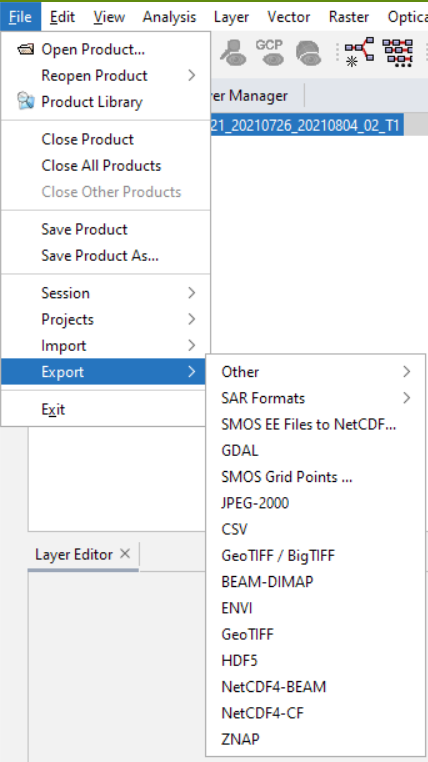 File Edit View Analysis Layer Vector Raster Optica
Open Product...
GCP
Reopen Product
Product Library
er Manager
Close Product
21_20210726_20210804_02_T1
Close All Products
Close Other Products
Save Product
Save Product As...
Session
Projects
Import
Export
Exit
Other
SAR Formats
SMOS EE Files to NetCDF...
GDAL
SMOS Grid Points ...
JPEG-2000
CSV
GeoTIFF / BigTIFF
BEAM-DIMAP
ENVI
GeoTIFF
HDF5
NetCDF4-BEAM
NetCDF4-CF
ZNAP
Layer Editor